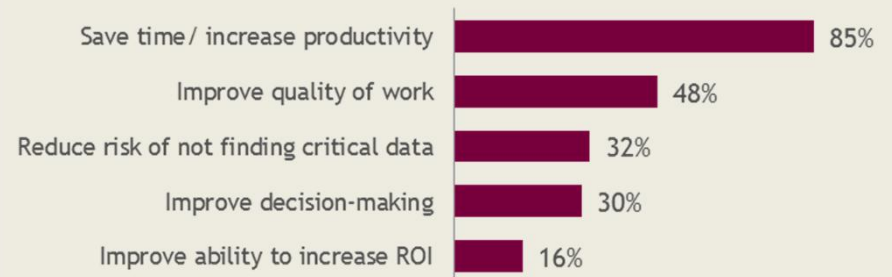 Save time/ increase productivity 85%
Improve quality of work 48%
Reduce risk of not finding critical data 32%
Improve decision-making 30%
Improve ability to increase ROI 16%